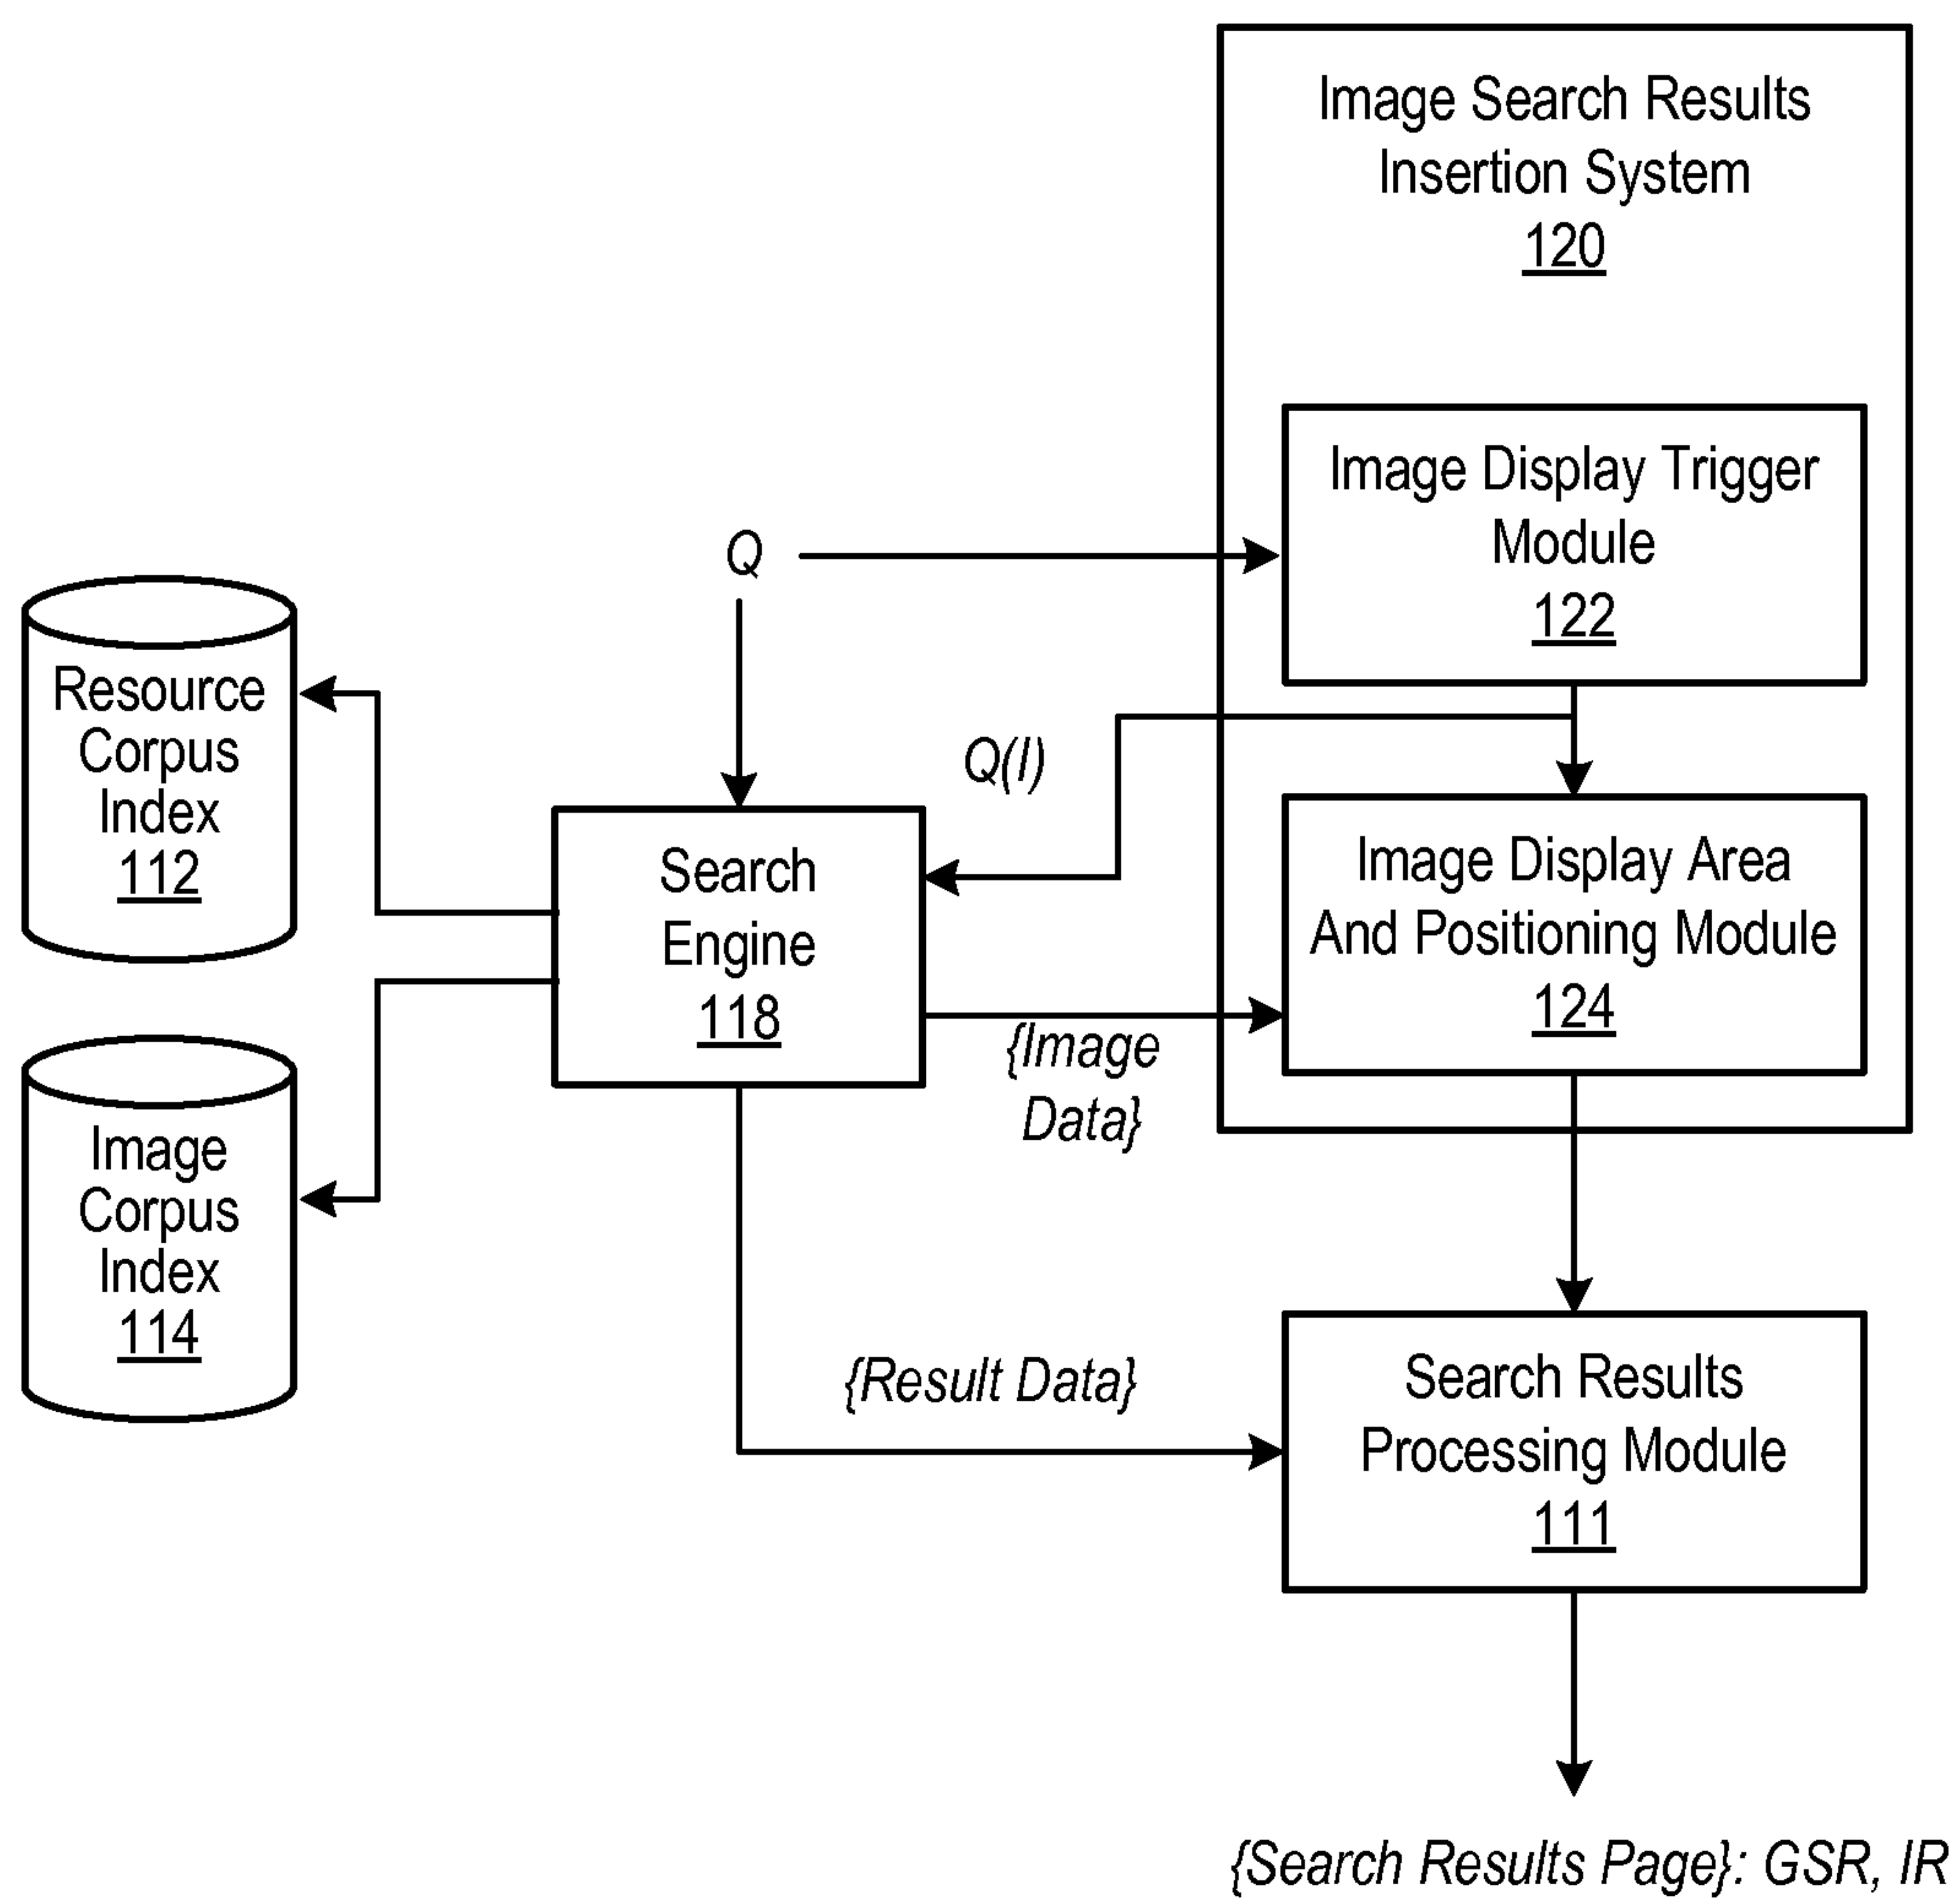 Image Search Results
Insertion System
120
Image Display Trigger
Module
122
Q
Resource
Corpus
Index
112
Q(I)
Search
Engine
118
Image Display Area
And Positioning Module
124
{Image
Data}
Image
Corpus
Index
114
{Result Data}
Search Results
Processing Module
111
{Search Results Page}: GSR, IR